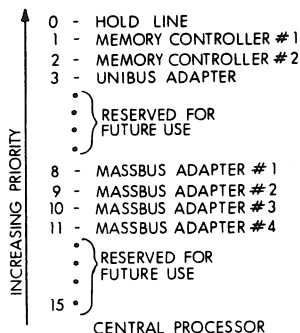 0 - HOLD LINE
1 - MEMORY CONTROLLER #1
2 - MEMORY CONTROLLER #2
3 - UNIBUS ADAPTER
RESERVED FOR
FUTURE USE
8 - MASSBUS ADAPTER #1
9 - MASSBUS ADAPTER #2
10 - MASSBUS ADAPTER #3
11 - MASSBUS ADAPTER #4
RESERVED FOR
FUTURE USE
15
CENTRAL PROCESSOR
INCREASING PRIORITY